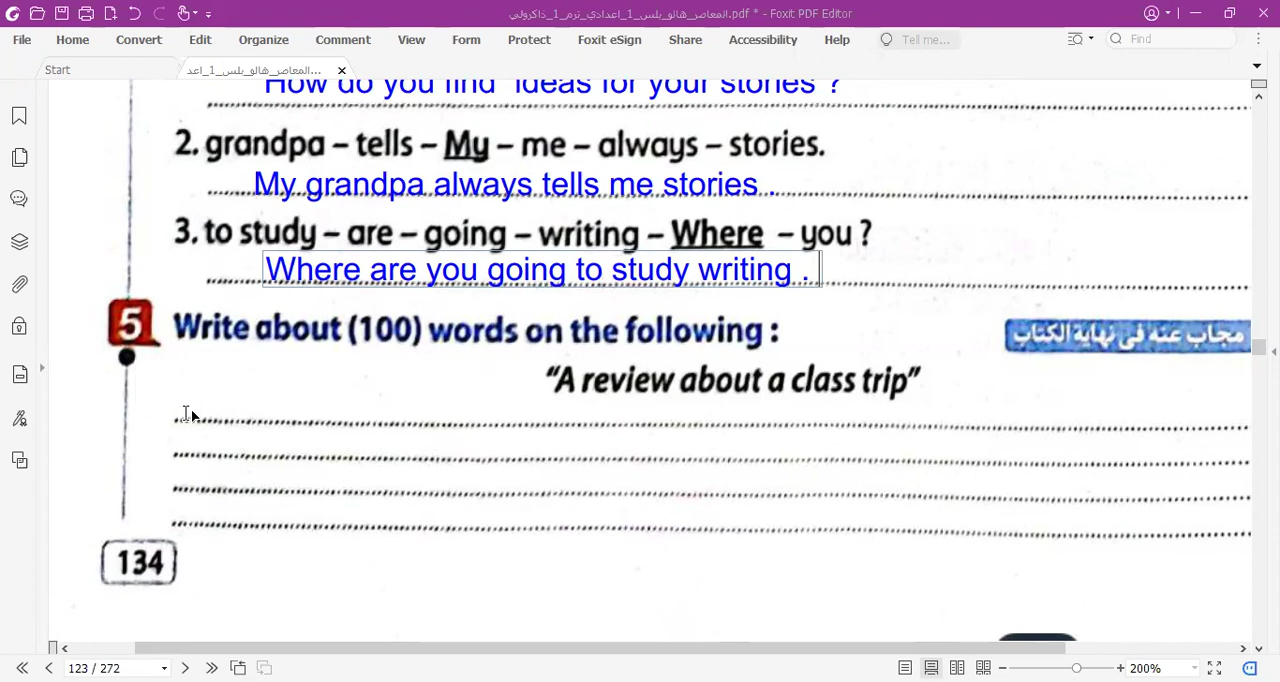 المعاصر_هالو_بلس_1_اعدادي_ترم_1_ذاكرولي.pdf * - Foxit PDF Editor
File Home Convert Edit Organize Comment View Form Protect Foxit eSign Share Accessibility Help Tell me... Find
Start المعاصر_هالو_بلس_1_اعد...
How do you find ideas for your stories ?
2. grandpa – tells – My – me – always – stories.
My grandpa always tells me stories .
3. to study – are – going – writing – Where – you ?
Where are you going to study writing .
5 Write about (100) words on the following : مجاب عنه فى نهاية الكتاب
"A review about a class trip"
134
123 / 272 200%